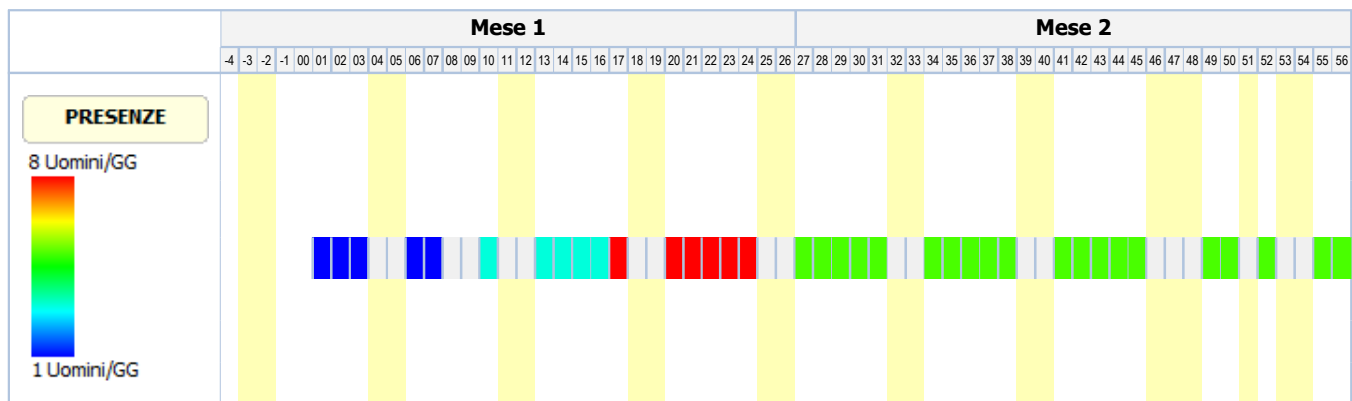 Mese 1 Mese 2
-4 -3 -2 -1 00 01 02 03 04 05 06 07 08 09 10 11 12 13 14 15 16 17 18 19 20 21 22 23 24 25 26 27 28 29 30 31 32 33 34 35 36 37 38 39 40 41 42 43 44 45 46 47 48 49 50 51 52 53 54 55 56
PRESENZE
8 Uomini/GG
1 Uomini/GG